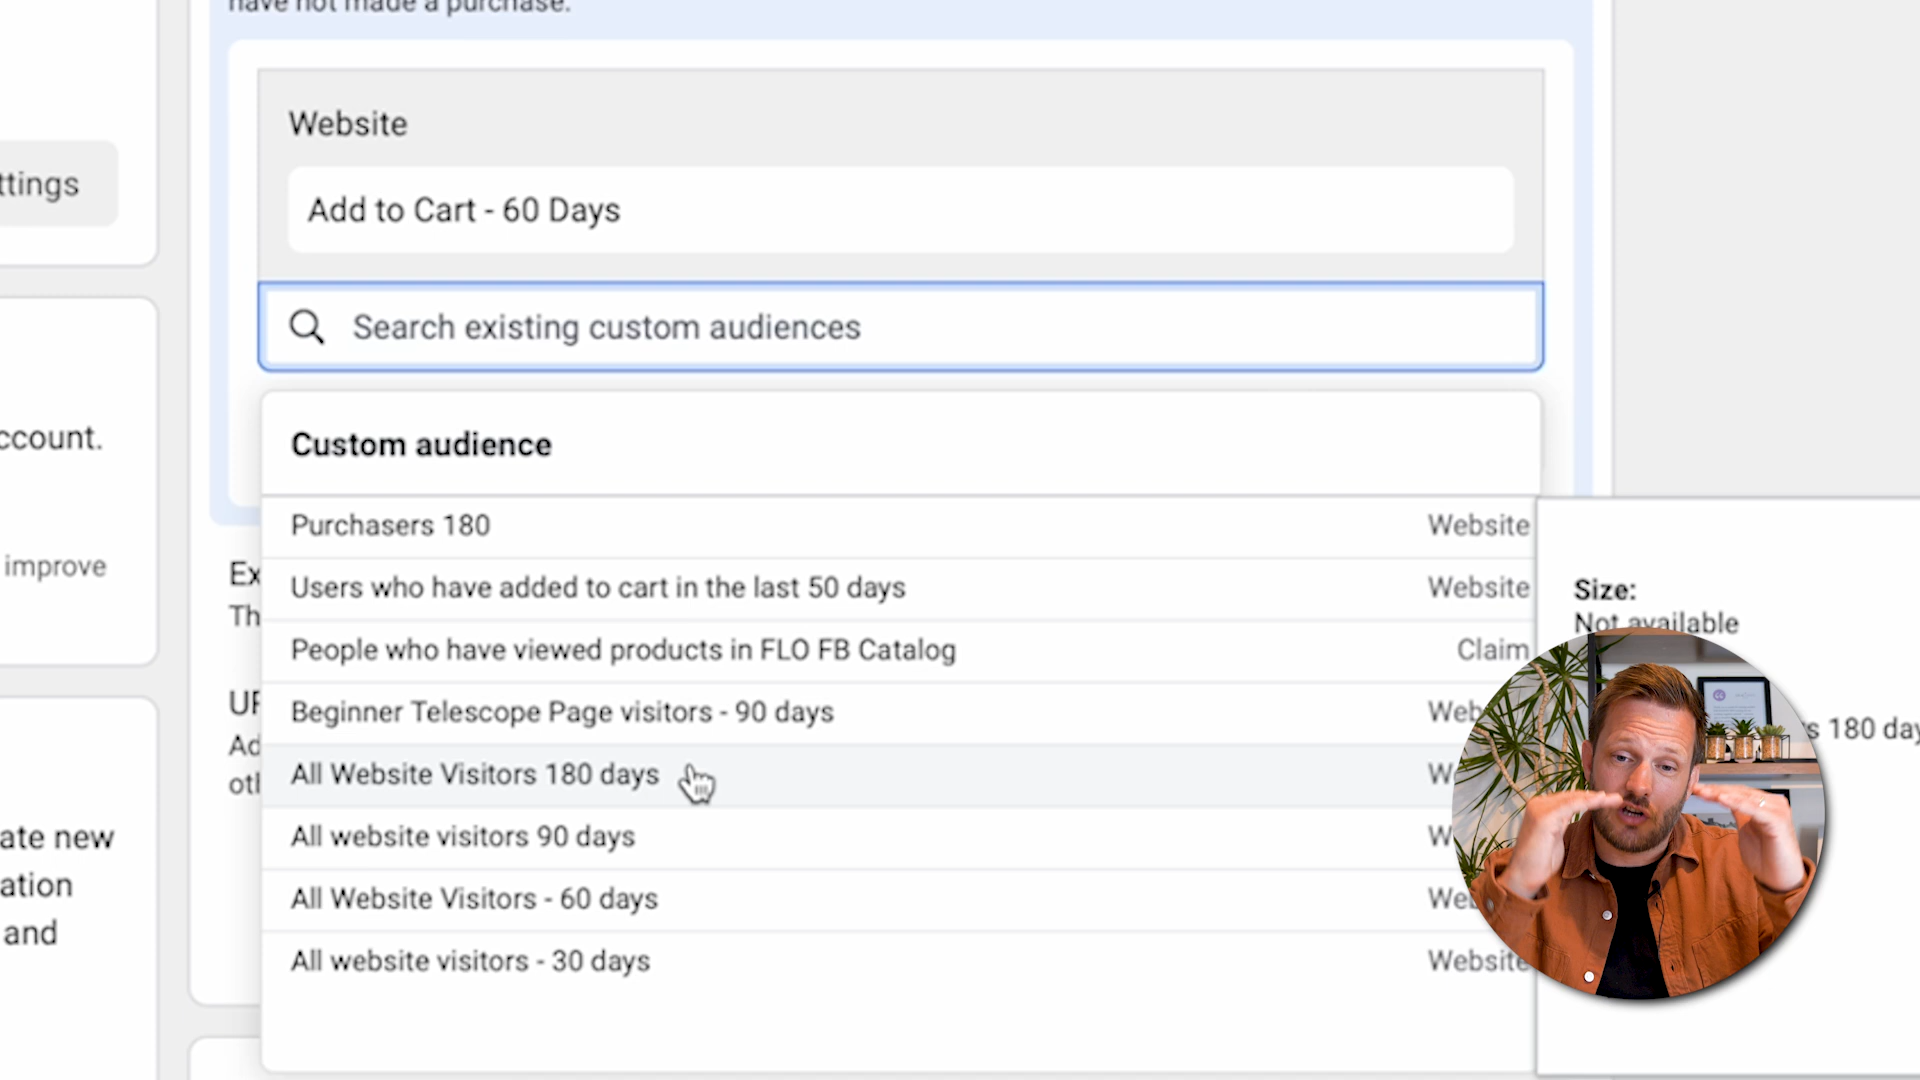 have not made a purchase.
Website
Add to Cart - 60 Days
Search existing custom audiences
Custom audience
Purchasers 180 Website
Users who have added to cart in the last 50 days Website
People who have viewed products in FLO FB Catalog Claim
Beginner Telescope Page visitors - 90 days Web
All Website Visitors 180 days W
All website visitors 90 days W
All Website Visitors - 60 days We
All website visitors - 30 days Website
ttings
ccount.
improve
ate new
ation
and
Ex
Th
UR
Ad
oth
Size:
Not available
s 180 day